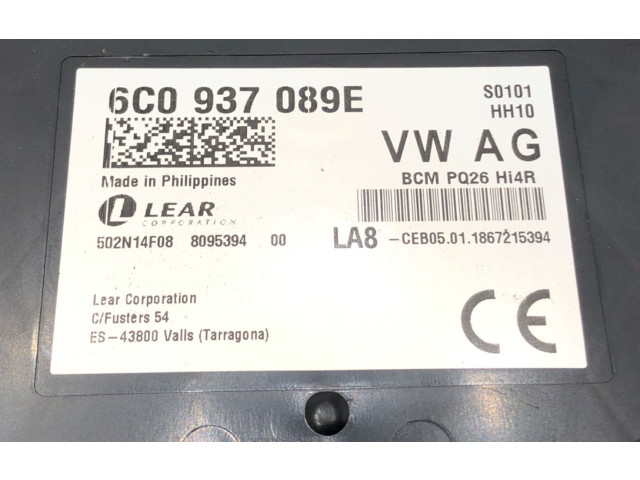 6C0 937 089E
S0101
HH10
VW AG
BCM PQ26 Hi4R
Made in Philippines
LEAR
CORPORATION
502N14F08 8095394 00
LA8 -CEB05.01.1867215394
Lear Corporation
C/Fusters 54
ES-43800 Valls (Tarragona)
CE